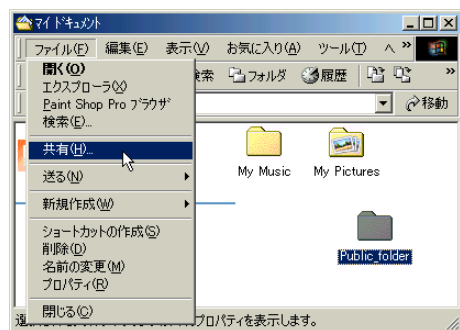 マイ ドキュメント
ファイル(F) 編集(E) 表示(V) お気に入り(A) ツール(T) ヘ »
開く(O)
エクスプローラ(X)
Paint Shop Pro ブラウザ
検索(E)...
共有(H)...
送る(N)
新規作成(W)
ショートカットの作成(S)
削除(D)
名前の変更(M)
プロパティ(R)
閉じる(C)
検索 フォルダ 履歴 »
移動
My Music My Pictures
Public_folder
プロパティを表示します。